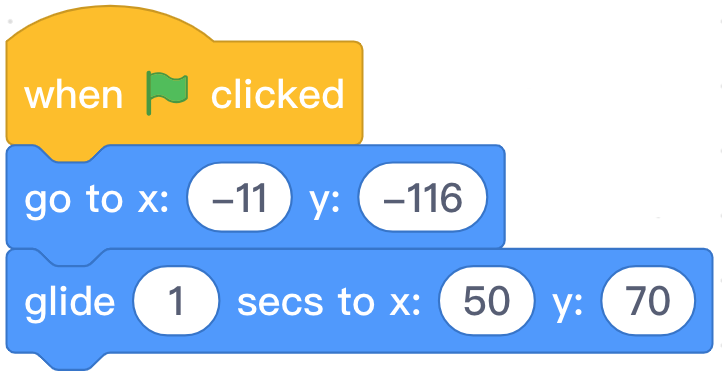 when clicked
go to x: –11 y: –116
glide 1 secs to x: 50 y: 70